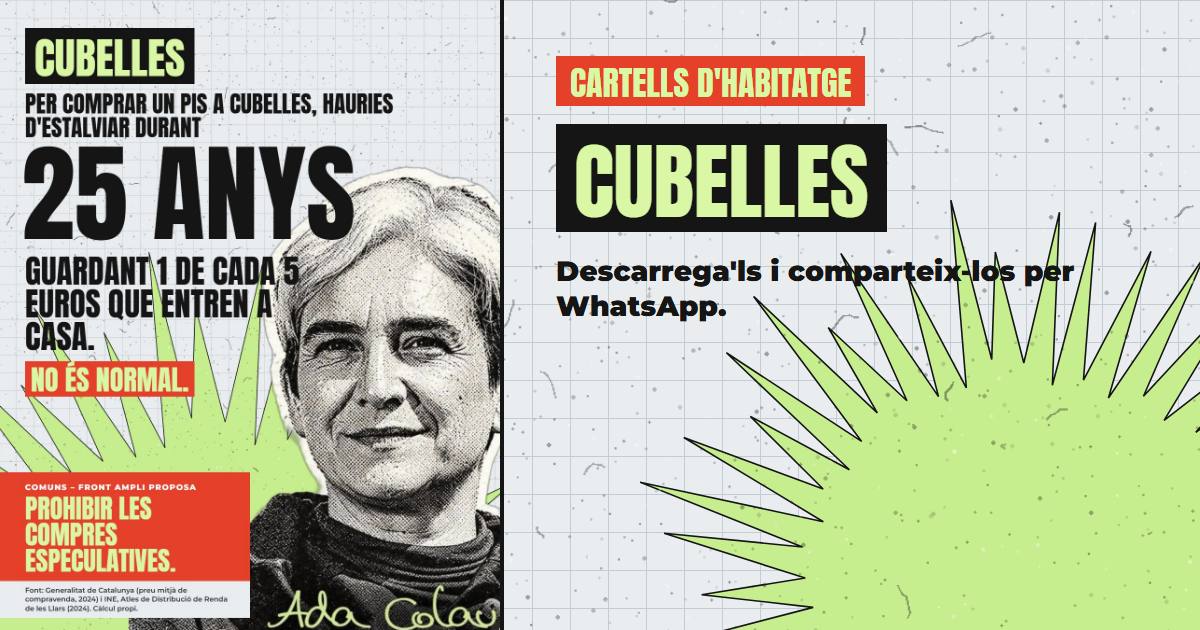 CUBELLES
PER COMPRAR UN PIS A CUBELLES, HAURIES
D'ESTALVIAR DURANT
25 ANYS
GUARDANT 1 DE CADA 5
EUROS QUE ENTREN A
CASA.
NO ÉS NORMAL.
COMUNS – FRONT AMPLI PROPOSA
PROHIBIR LES
COMPRES
ESPECULATIVES.
Font: Generalitat de Catalunya (preu mitjà de
compravenda, 2024) i INE, Atles de Distribució de Renda
de les Llars (2024). Càlcul propi.
Ada Colau
CARTELLS D'HABITATGE
CUBELLES
Descarrega'ls i comparteix-los per
WhatsApp.